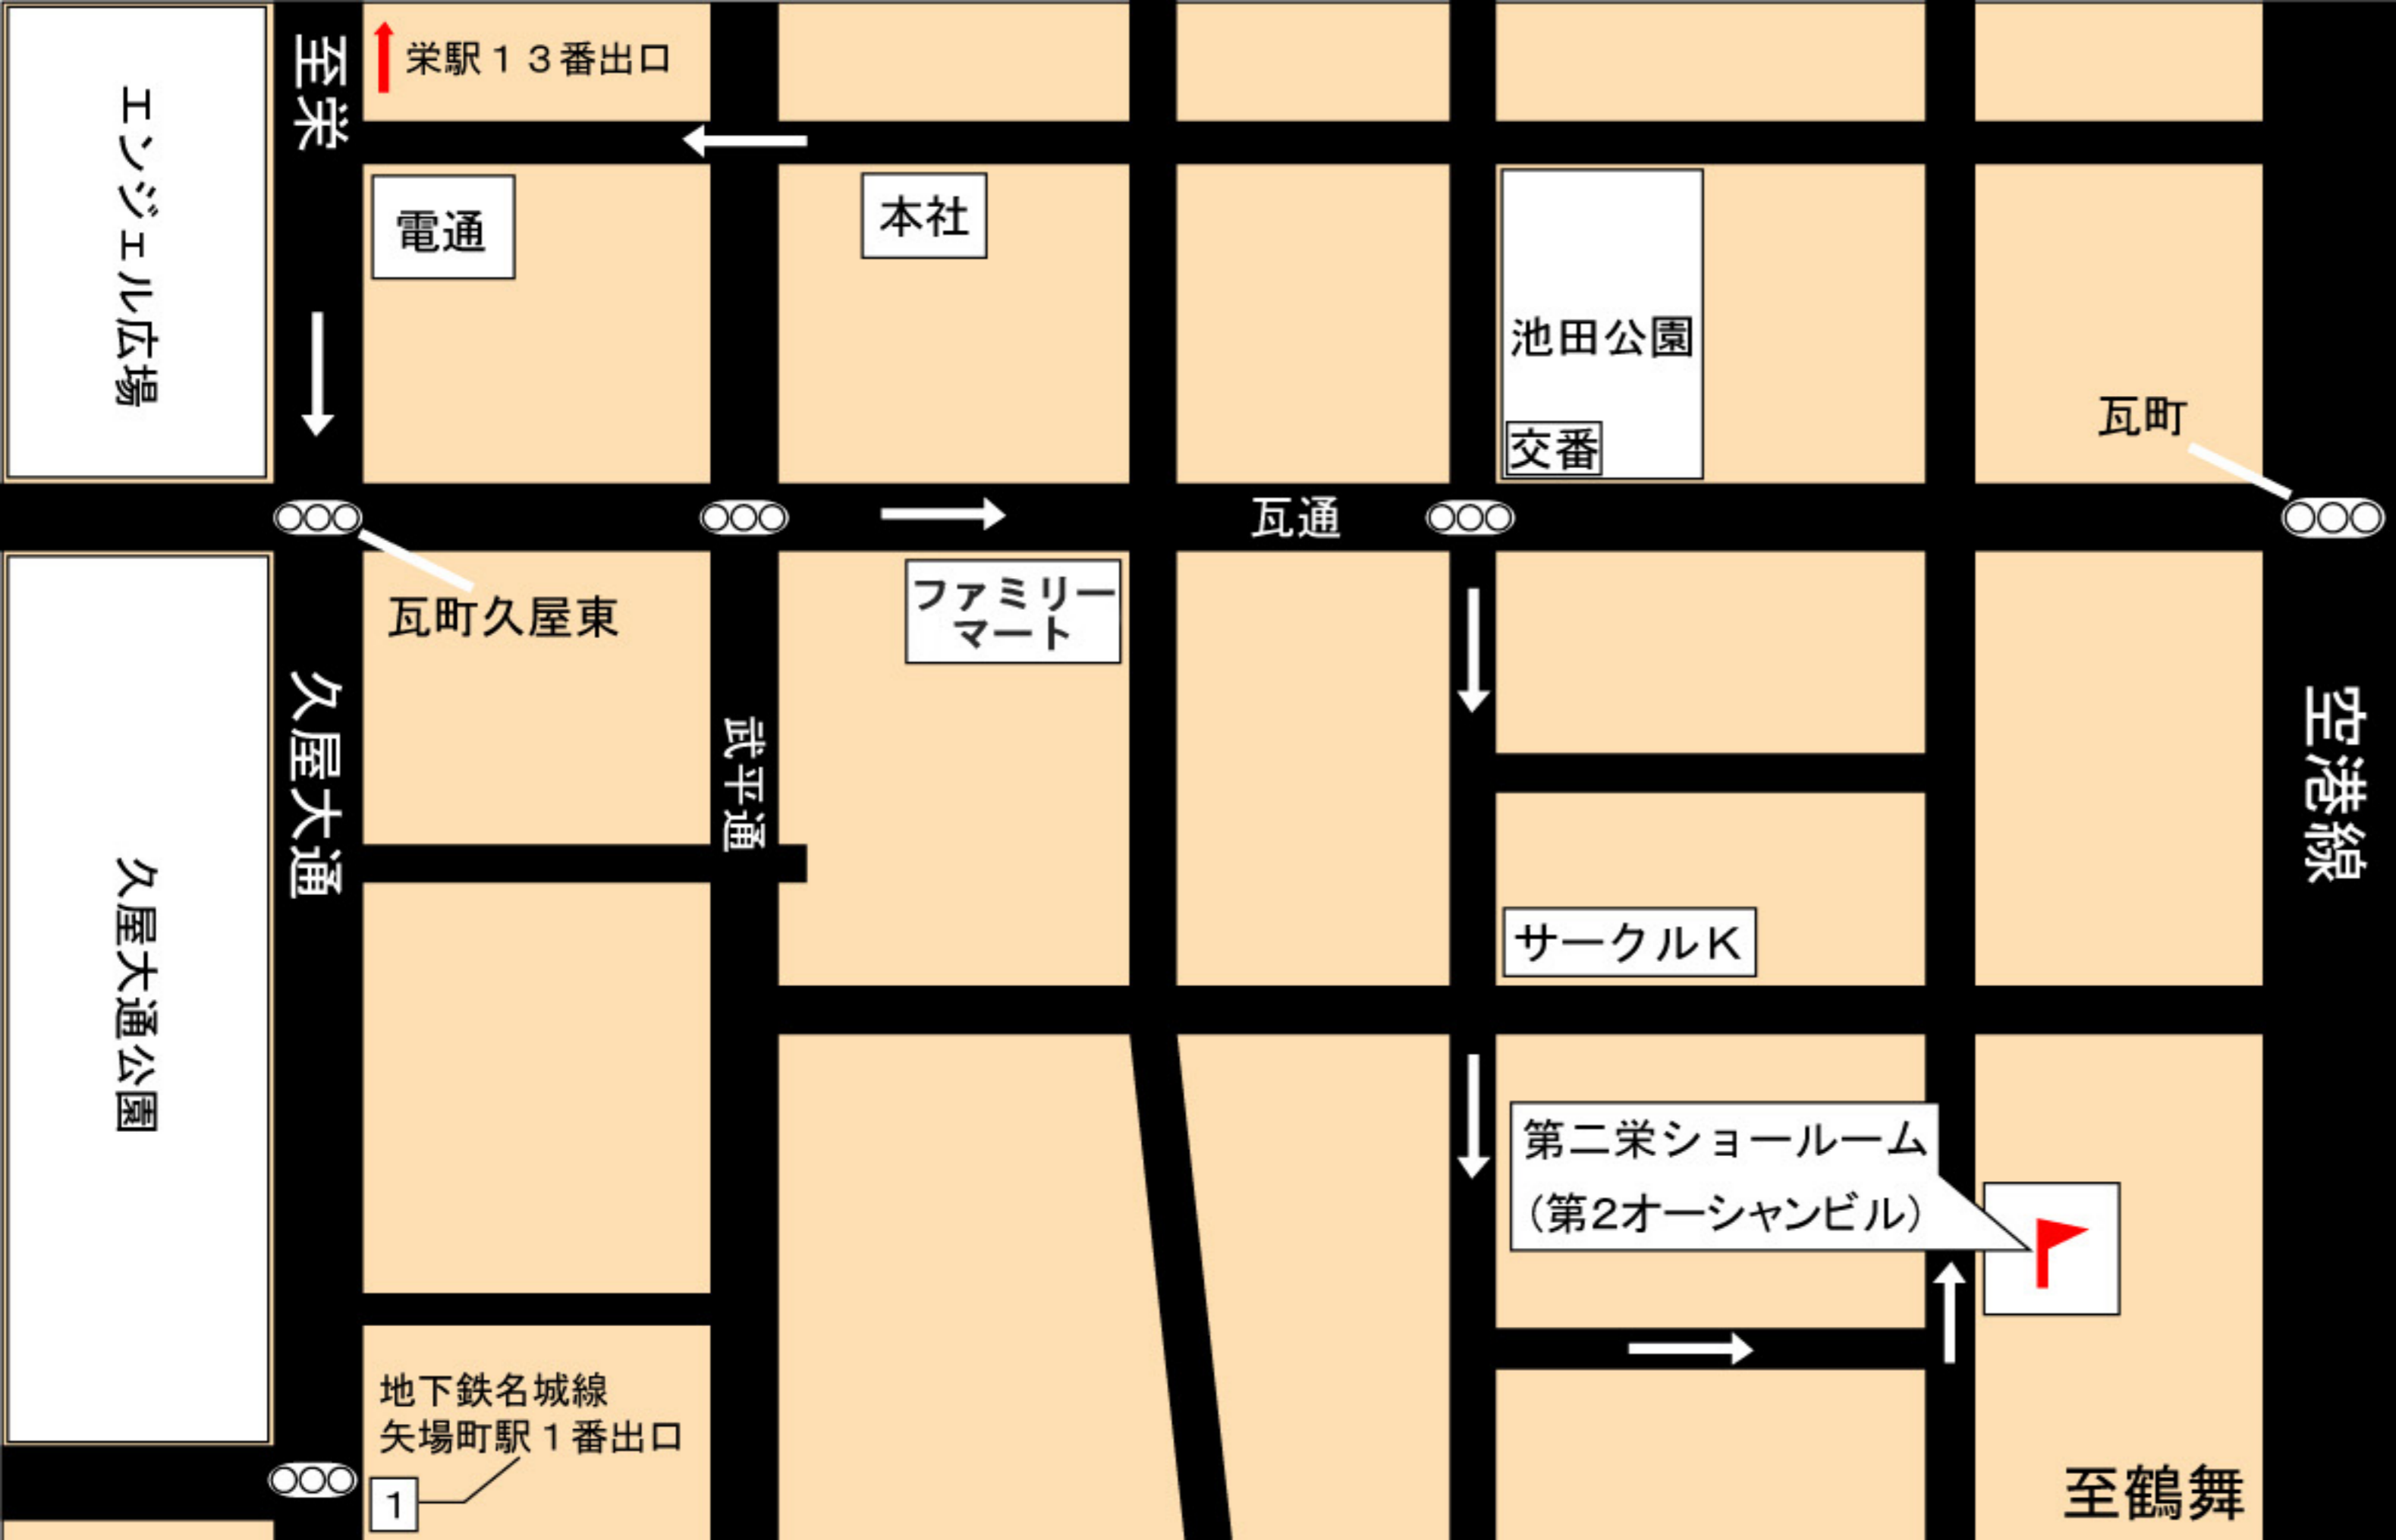 至栄
栄駅１３番出口
エンジェル広場
電通
本社
池田公園
交番
瓦町
瓦通
瓦町久屋東
ファミリー
マート
久屋大通
武平通
空港線
久屋大通公園
サークルＫ
第二栄ショールーム
（第２オーシャンビル）
地下鉄名城線
矢場町駅１番出口
１
至鶴舞